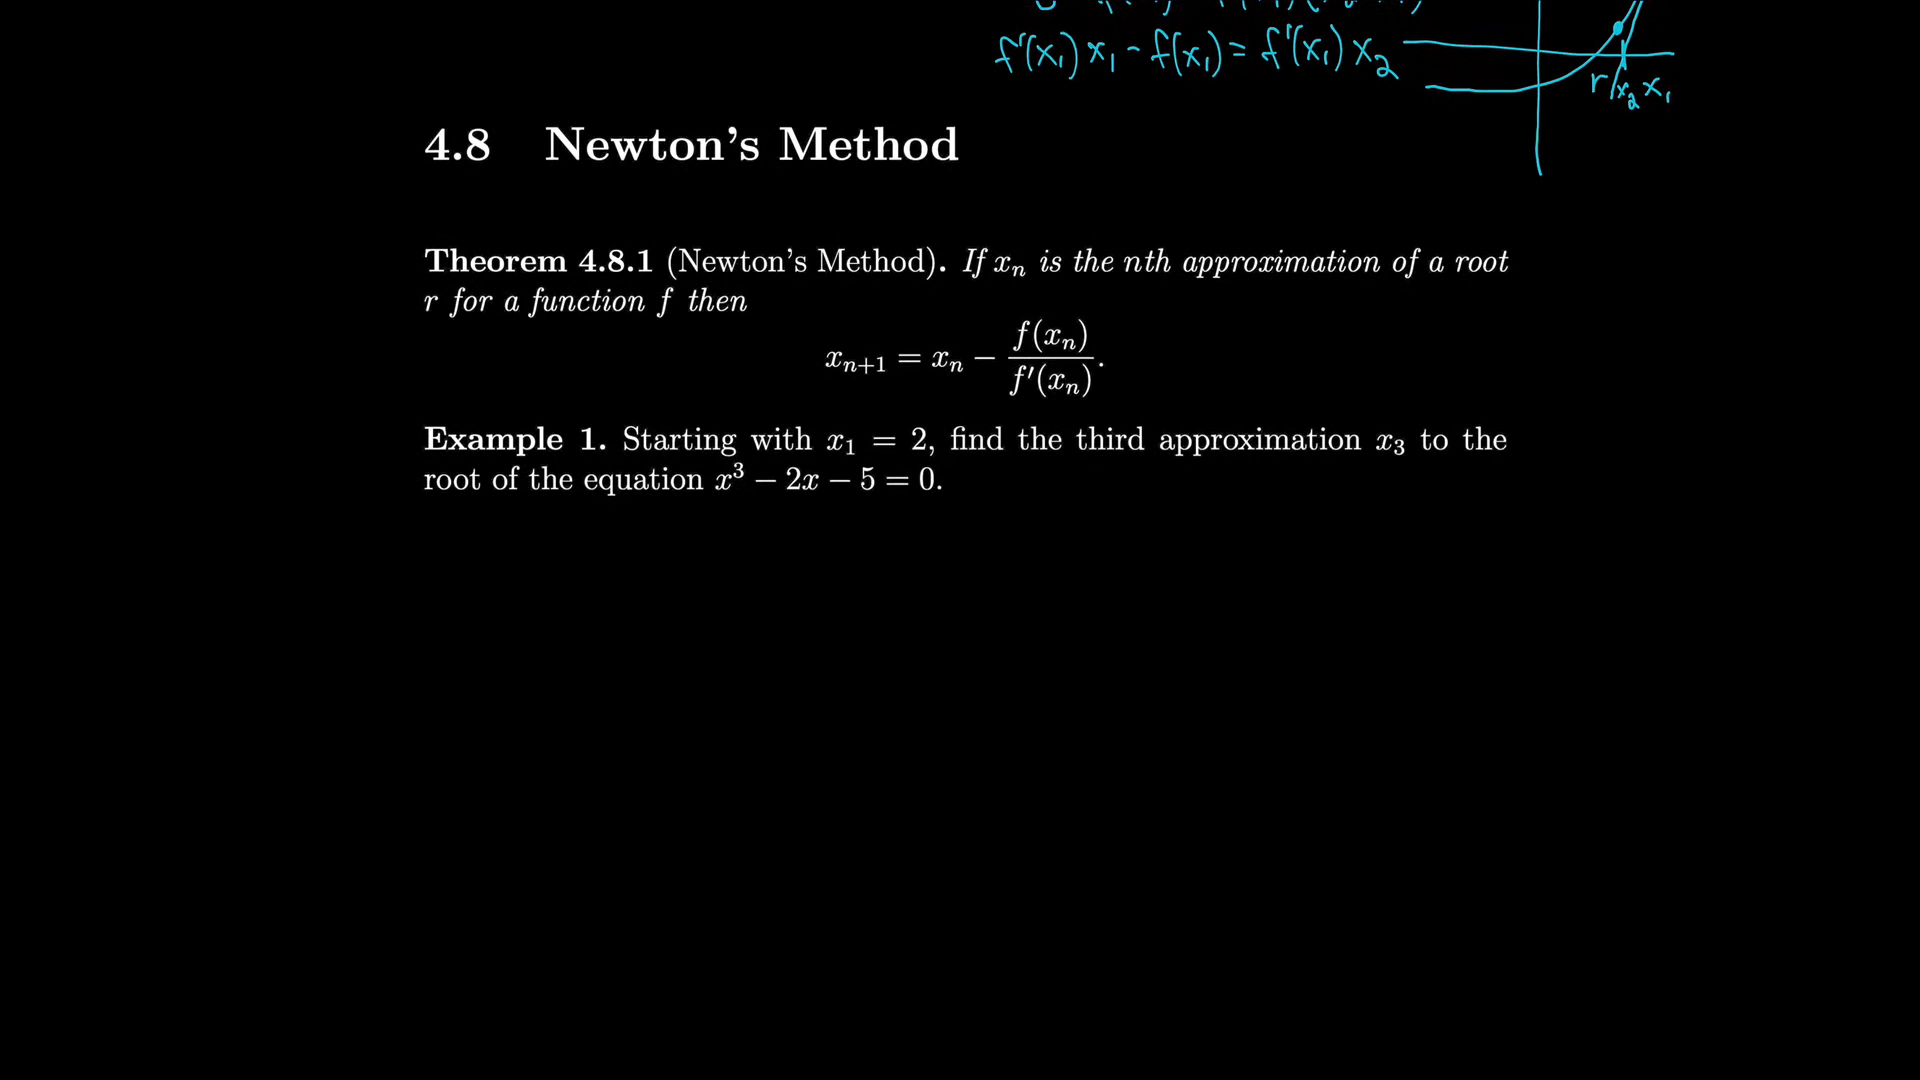 f'(x₁)x₁ - f(x₁) = f'(x₁)x₂
r x₂ x₁
4.8 Newton's Method
Theorem 4.8.1 (Newton's Method). If xₙ is the nth approximation of a root
r for a function f then
xₙ₊₁ = xₙ − f(xₙ)/f′(xₙ).
Example 1. Starting with x₁ = 2, find the third approximation x₃ to the
root of the equation x³ − 2x − 5 = 0.